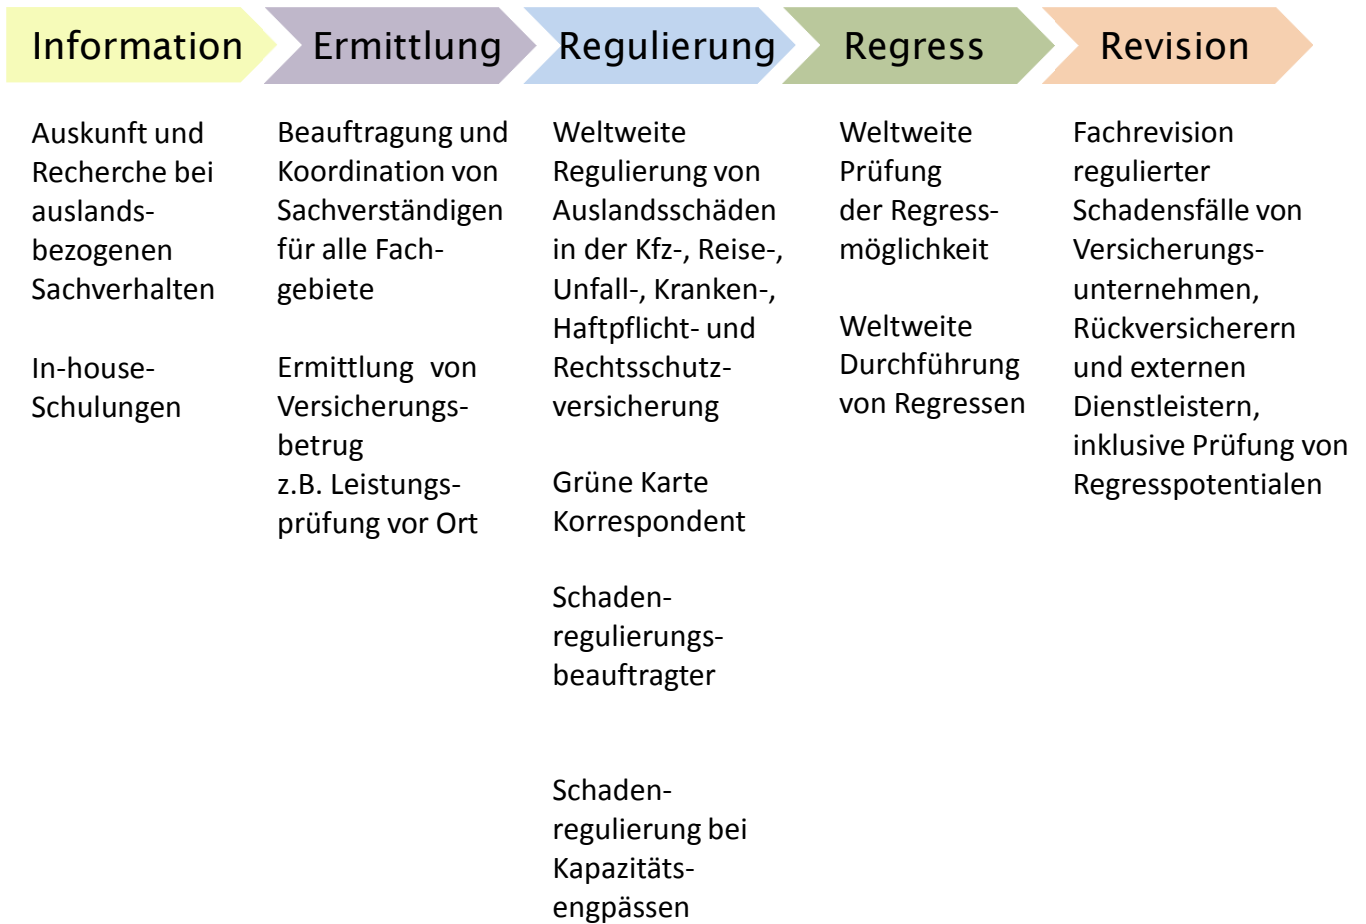 Information
Ermittlung
Regulierung
Regress
Revision
Auskunft und
Recherche bei
auslands-
bezogenen
Sachverhalten
In-house-
Schulungen
Beauftragung und
Koordination von
Sachverständigen
für alle Fach-
gebiete
Ermittlung von
Versicherungs-
betrug
z.B. Leistungs-
prüfung vor Ort
Weltweite
Regulierung von
Auslandsschäden
in der Kfz-, Reise-,
Unfall-, Kranken-,
Haftpflicht- und
Rechtsschutz-
versicherung
Grüne Karte
Korrespondent
Schaden-
regulierungs-
beauftragter
Schaden-
regulierung bei
Kapazitäts-
engpässen
Weltweite
Prüfung
der Regress-
möglichkeit
Weltweite
Durchführung
von Regressen
Fachrevision
regulierter
Schadensfälle von
Versicherungs-
unternehmen,
Rückversicherern
und externen
Dienstleistern,
inklusive Prüfung von
Regresspotentialen